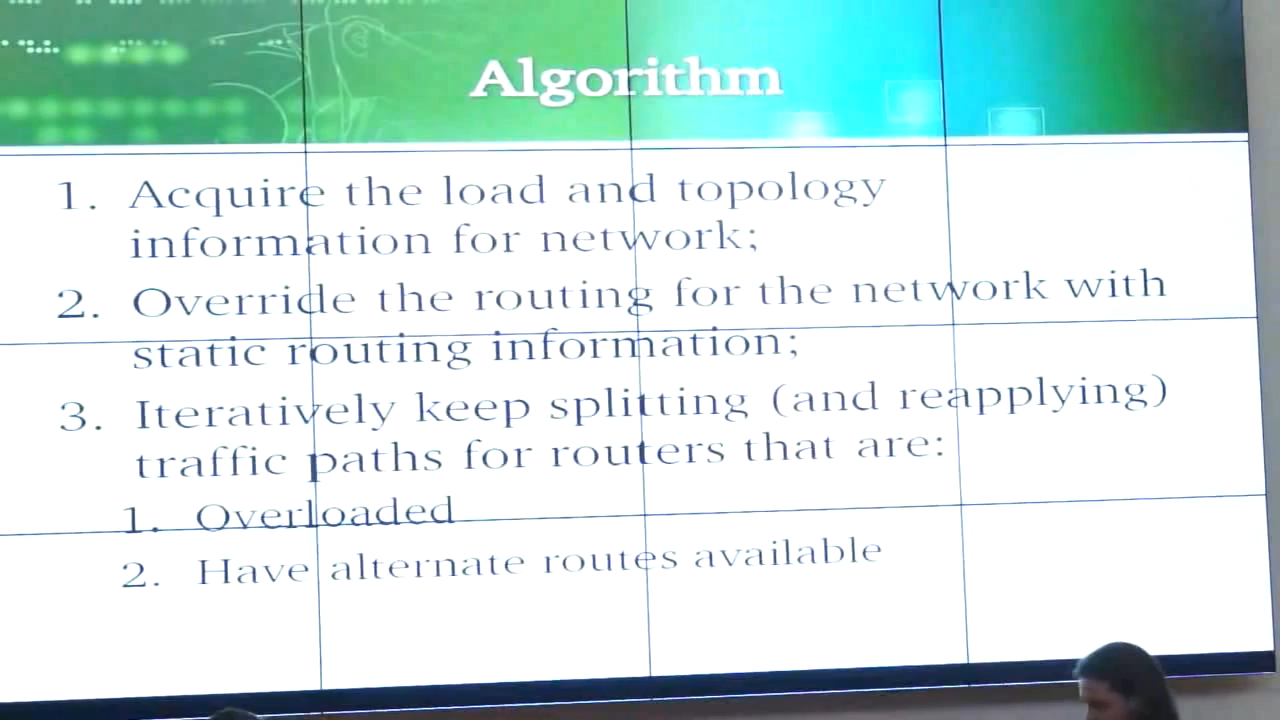 Algorithm
1. Acquire the load and topology
information for network;
2. Override the routing for the network with
static routing information;
3. Iteratively keep splitting (and reapplying)
traffic paths for routers that are:
1. Overloaded
2. Have alternate routes available